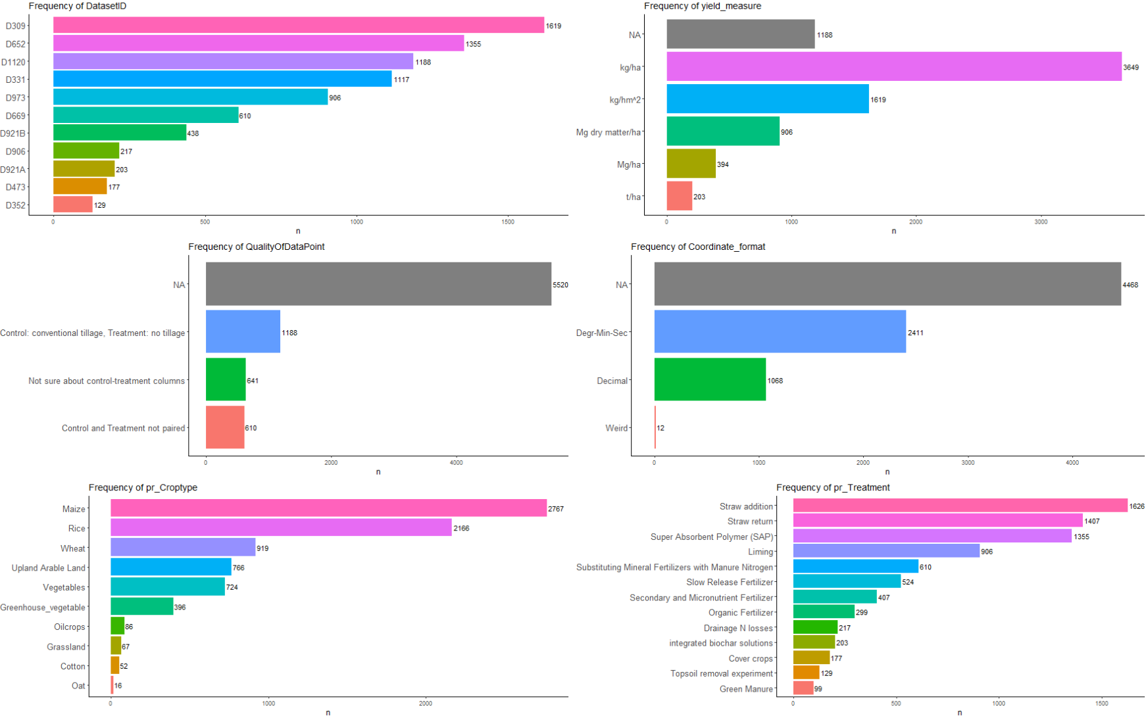 Frequency of DatasetID
D309 1619
D652 1355
D1120 1188
D331 1117
D973 906
D669 610
D921B 438
D906 217
D921A 203
D473 177
D352 129
0 500 1000 1500
n
Frequency of yield_measure
NA 1188
kg/ha 3649
kg/hm^2 1619
Mg dry matter/ha 906
Mg/ha 394
t/ha 203
0 1000 2000 3000
n
Frequency of QualityOfDataPoint
NA 5520
Control: conventional tillage, Treatment: no tillage 1188
Not sure about control-treatment columns 641
Control and Treatment not paired 610
0 2000 4000
n
Frequency of Coordinate_format
NA 4468
Degr-Min-Sec 2411
Decimal 1068
Weird 12
0 1000 2000 3000 4000
n
Frequency of pr_Croptype
Maize 2767
Rice 2166
Wheat 919
Upland Arable Land 766
Vegetables 724
Greenhouse_vegetable 396
Oilcrops 86
Grassland 67
Cotton 52
Oat 16
0 1000 2000
n
Frequency of pr_Treatment
Straw addition 1626
Straw return 1407
Super Absorbent Polymer (SAP) 1355
Liming 906
Substituting Mineral Fertilizers with Manure Nitrogen 610
Slow Release Fertilizer 524
Secondary and Micronutrient Fertilizer 407
Organic Fertilizer 299
Drainage N losses 217
integrated biochar solutions 203
Cover crops 177
Topsoil removal experiment 129
Green Manure 99
0 500 1000 1500
n